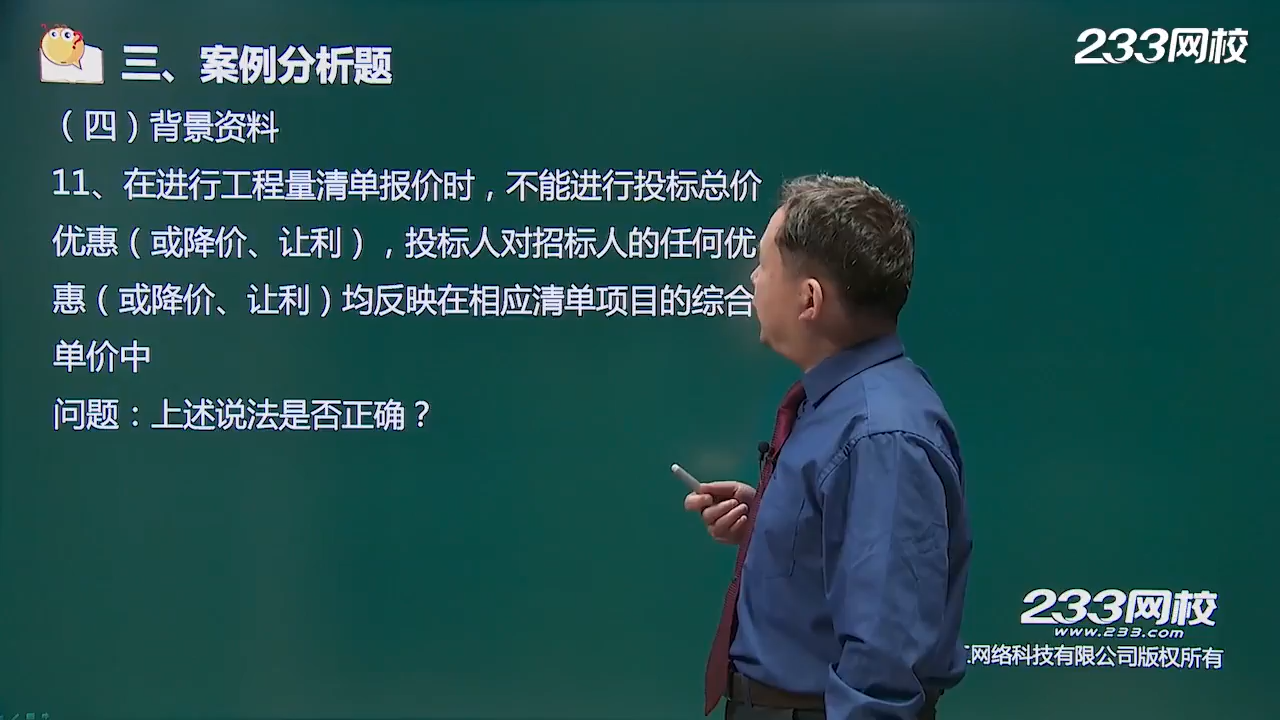 三、案例分析题
233网校
（四）背景资料
11、在进行工程量清单报价时，不能进行投标总价
优惠（或降价、让利），投标人对招标人的任何优
惠（或降价、让利）均反映在相应清单项目的综合
单价中
问题：上述说法是否正确？
233网校
www.233.com
网络科技有限公司版权所有